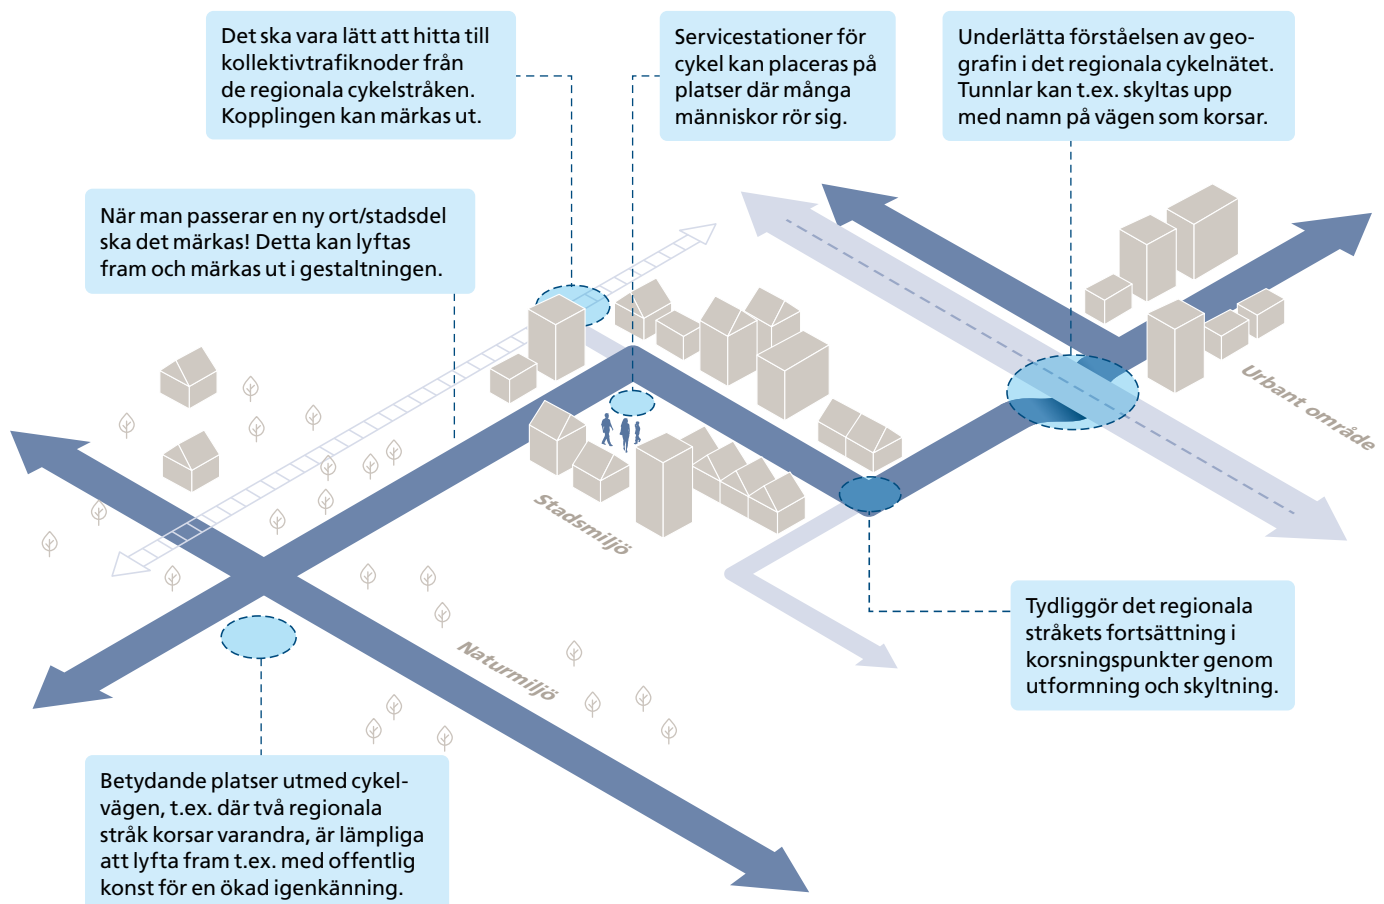 Det ska vara lätt att hitta till
kollektivtrafiknoder från
de regionala cykelstråken.
Kopplingen kan märkas ut.
Servicestationer för
cykel kan placeras på
platser där många
människor rör sig.
Underlätta förståelsen av geo-
grafin i det regionala cykelnätet.
Tunnlar kan t.ex. skyltas upp
med namn på vägen som korsar.
När man passerar en ny ort/stadsdel
ska det märkas! Detta kan lyftas
fram och märkas ut i gestaltningen.
Urbant område
Stadsmiljö
Naturmiljö
Tydliggör det regionala
stråkets fortsättning i
korsningspunkter genom
utformning och skyltning.
Betydande platser utmed cykel-
vägen, t.ex. där två regionala
stråk korsar varandra, är lämpliga
att lyfta fram t.ex. med offentlig
konst för en ökad igenkänning.